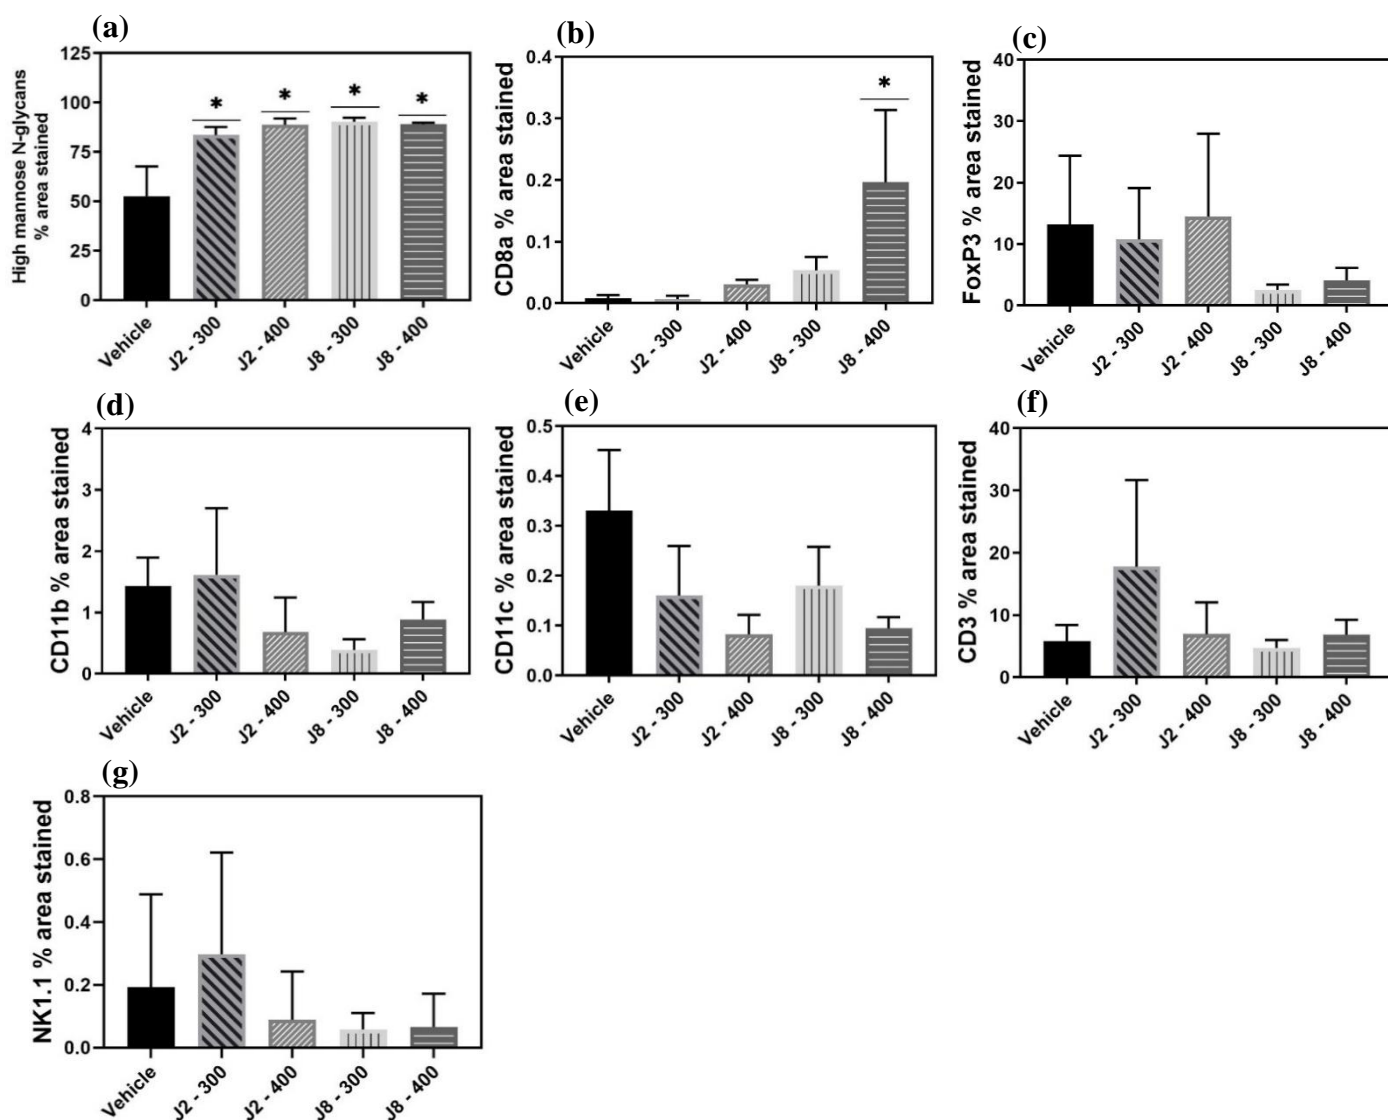 (a)
High mannose N-glycans
% area stained
125
100
75
50
25
0
* * * *
Vehicle
J2 - 300
J2 - 400
J8 - 300
J8 - 400
(b)
CD8a % area stained
0.4
0.3
0.2
0.1
0.0
*
Vehicle
J2 - 300
J2 - 400
J8 - 300
J8 - 400
(c)
FoxP3 % area stained
40
30
20
10
0
Vehicle
J2 - 300
J2 - 400
J8 - 300
J8 - 400
(d)
CD11b % area stained
4
3
2
1
0
Vehicle
J2 - 300
J2 - 400
J8 - 300
J8 - 400
(e)
CD11c % area stained
0.5
0.4
0.3
0.2
0.1
0.0
Vehicle
J2 - 300
J2 - 400
J8 - 300
J8 - 400
(f)
CD3 % area stained
40
30
20
10
0
Vehicle
J2 - 300
J2 - 400
J8 - 300
J8 - 400
(g)
NK1.1 % area stained
0.8
0.6
0.4
0.2
0.0
Vehicle
J2 - 300
J2 - 400
J8 - 300
J8 - 400